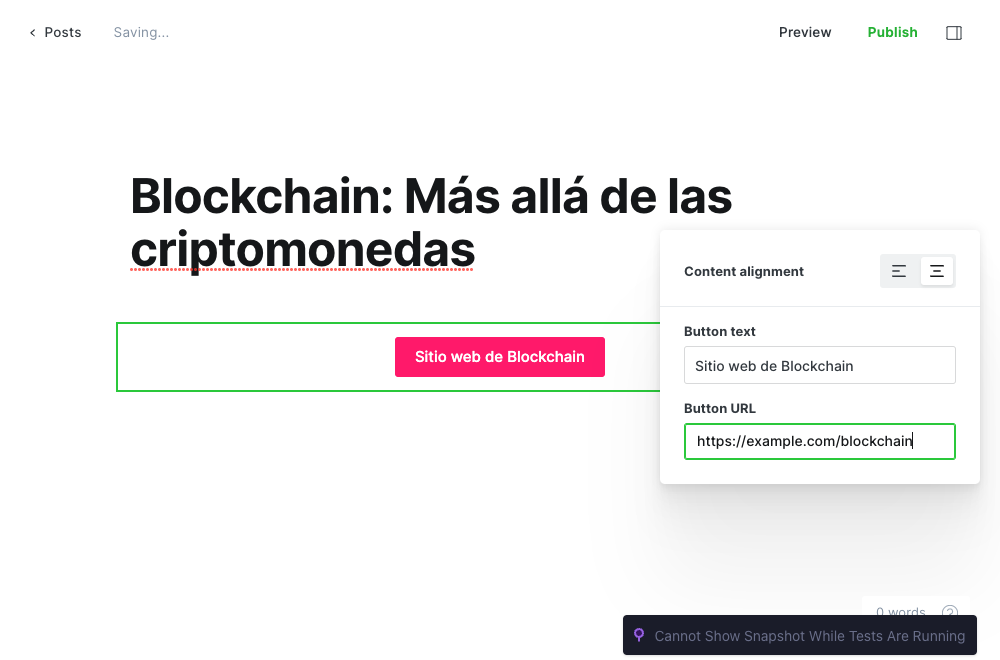 Posts
Saving...
Preview
Publish
Blockchain: Más allá de las
criptomonedas
Sitio web de Blockchain
Content alignment
Button text
Sitio web de Blockchain
Button URL
https://example.com/blockchain
0 words
Cannot Show Snapshot While Tests Are Running